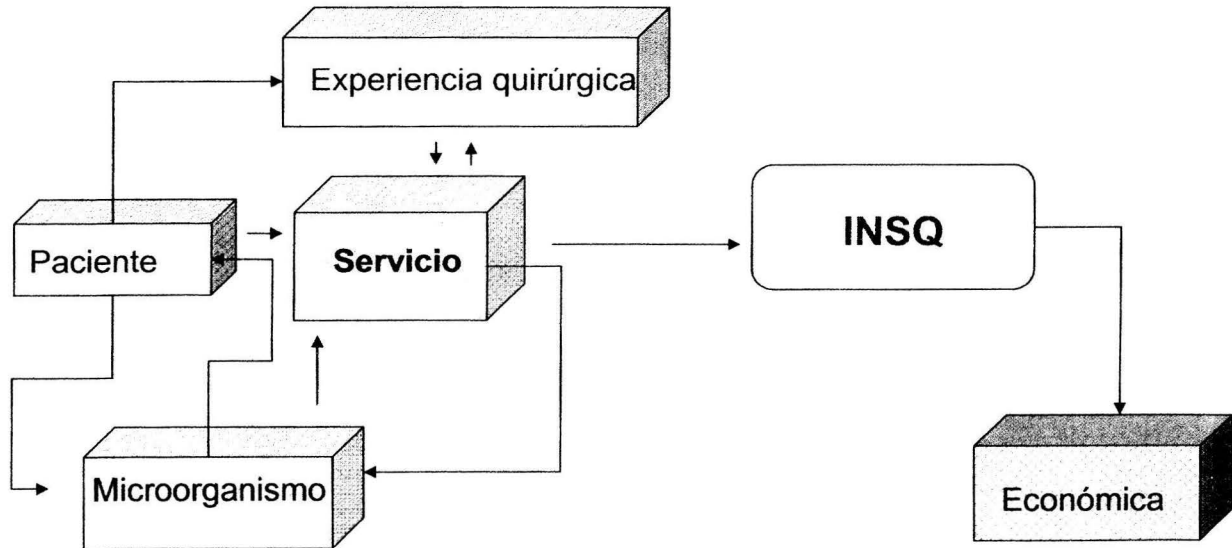 Experiencia quirúrgica
Paciente
Servicio
INSQ
Microorganismo
Económica